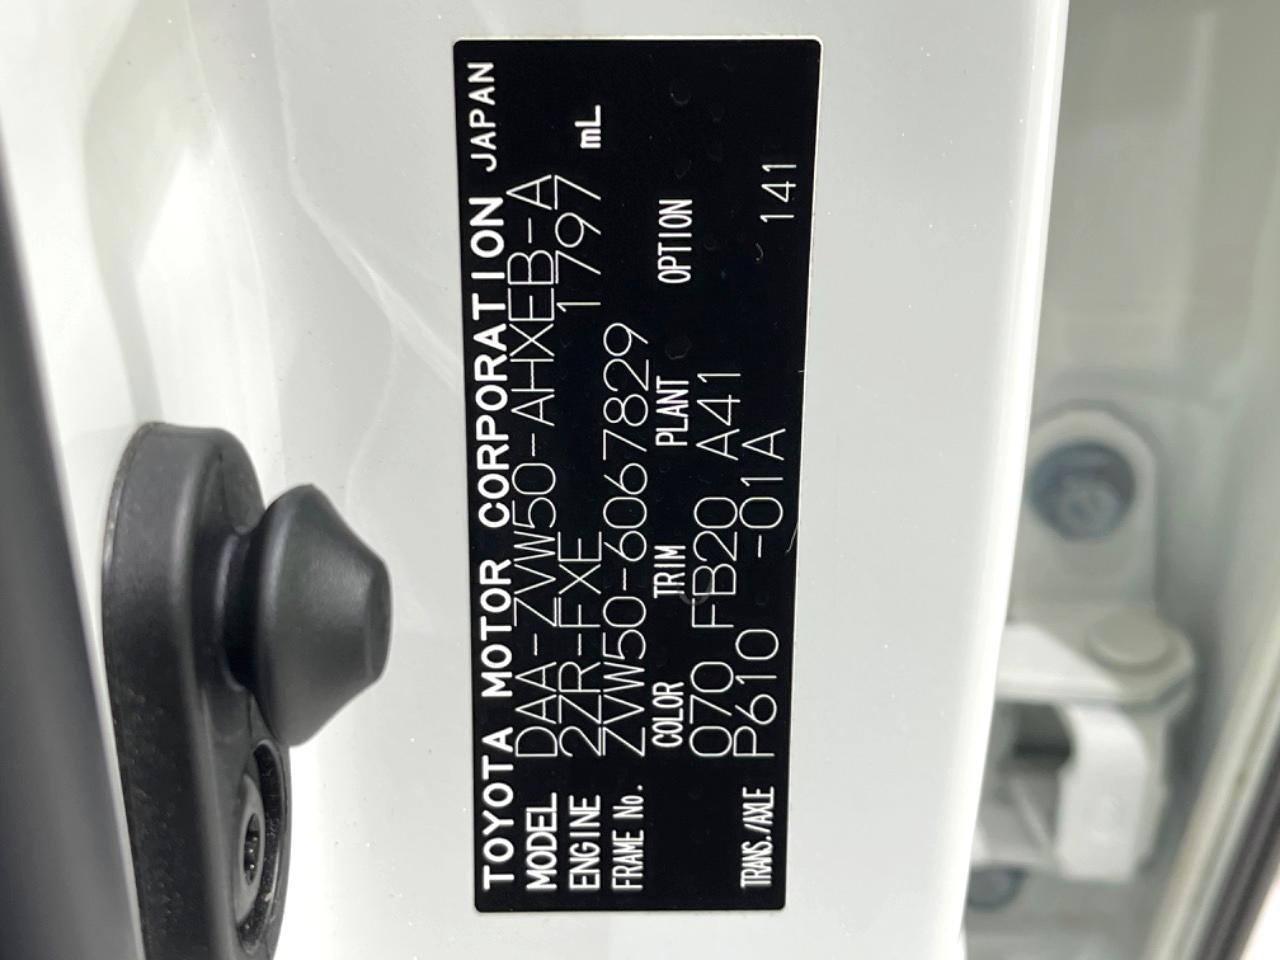 TOYOTA MOTOR CORPORATION JAPAN
MODEL DAA-ZVW50-AHXEB-A
ENGINE 2ZR-FXE 1797 mL
FRAME No. ZVW50-6067829
COLOR TRIM PLANT OPTION
070 FB20 A41
TRANS./AXLE P610 -01A 141